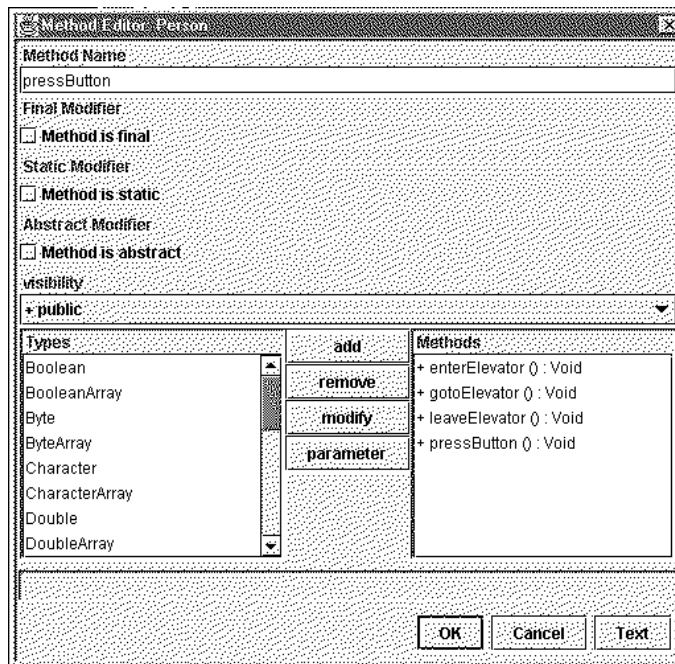 Method Editor: Person
Method Name
pressButton
Final Modifier
Method is final
Static Modifier
Method is static
Abstract Modifier
Method is abstract
visibility
+ public
Types
Boolean
BooleanArray
Byte
ByteArray
Character
CharacterArray
Double
DoubleArray
add
remove
modify
parameter
Methods
+ enterElevator () : Void
+ gotoElevator () : Void
+ leaveElevator () : Void
+ pressButton () : Void
OK Cancel Text